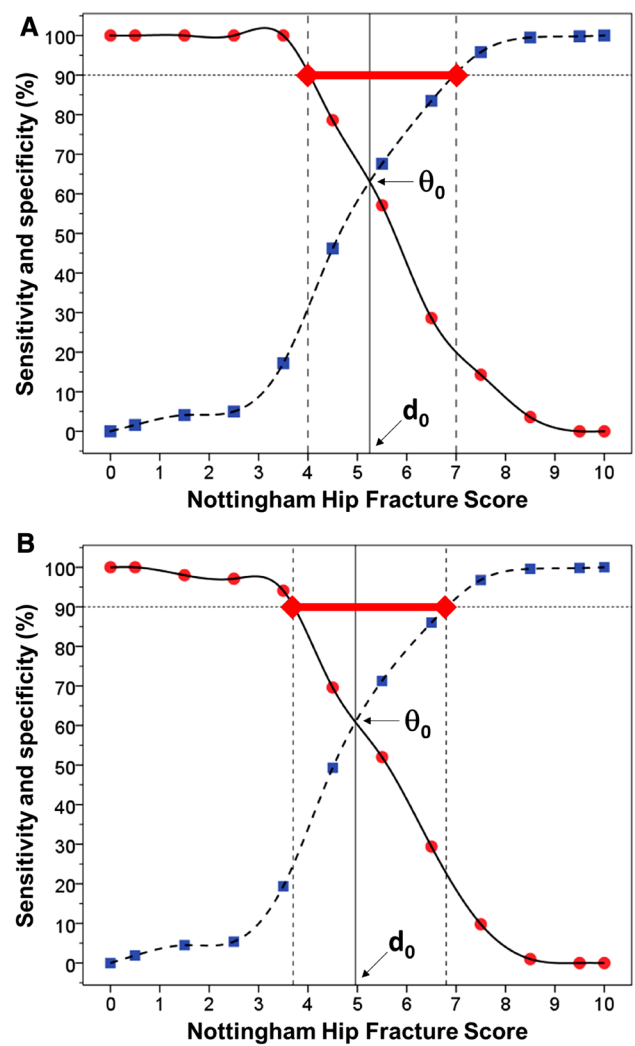 A
Sensitivity and specificity (%)
100
90
80
70
60
50
40
30
20
10
0
θ0
d0
0 1 2 3 4 5 6 7 8 9 10
Nottingham Hip Fracture Score
B
Sensitivity and specificity (%)
100
90
80
70
60
50
40
30
20
10
0
θ0
d0
0 1 2 3 4 5 6 7 8 9 10
Nottingham Hip Fracture Score